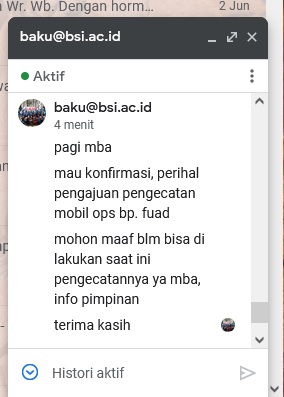 Wr. Wb. Dengan horm...
2 Jun
baku@bsi.ac.id
Aktif
baku@bsi.ac.id
4 menit
pagi mba
mau konfirmasi, perihal
pengajuan pengecatan
mobil ops bp. fuad
mohon maaf blm bisa di
lakukan saat ini
pengecatannya ya mba,
info pimpinan
terima kasih
Histori aktif